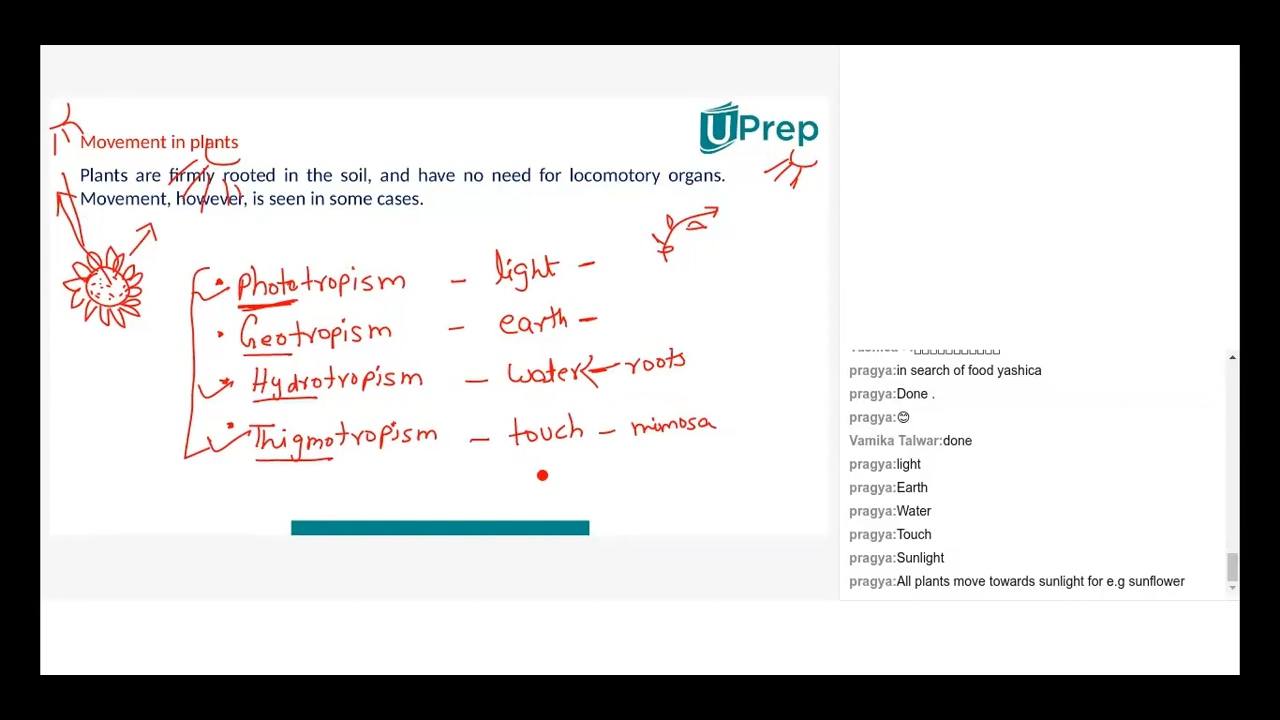 UPrep
Movement in plants
Plants are firmly rooted in the soil, and have no need for locomotory organs.
Movement, however, is seen in some cases.
Phototropism - light -
Geotropism - earth -
Hydrotropism - water ← roots
Thigmotropism - touch - mimosa
pragya:in search of food yashica
pragya:Done .
pragya:😊
Vamika Talwar:done
pragya:light
pragya:Earth
pragya:Water
pragya:Touch
pragya:Sunlight
pragya:All plants move towards sunlight for e.g sunflower